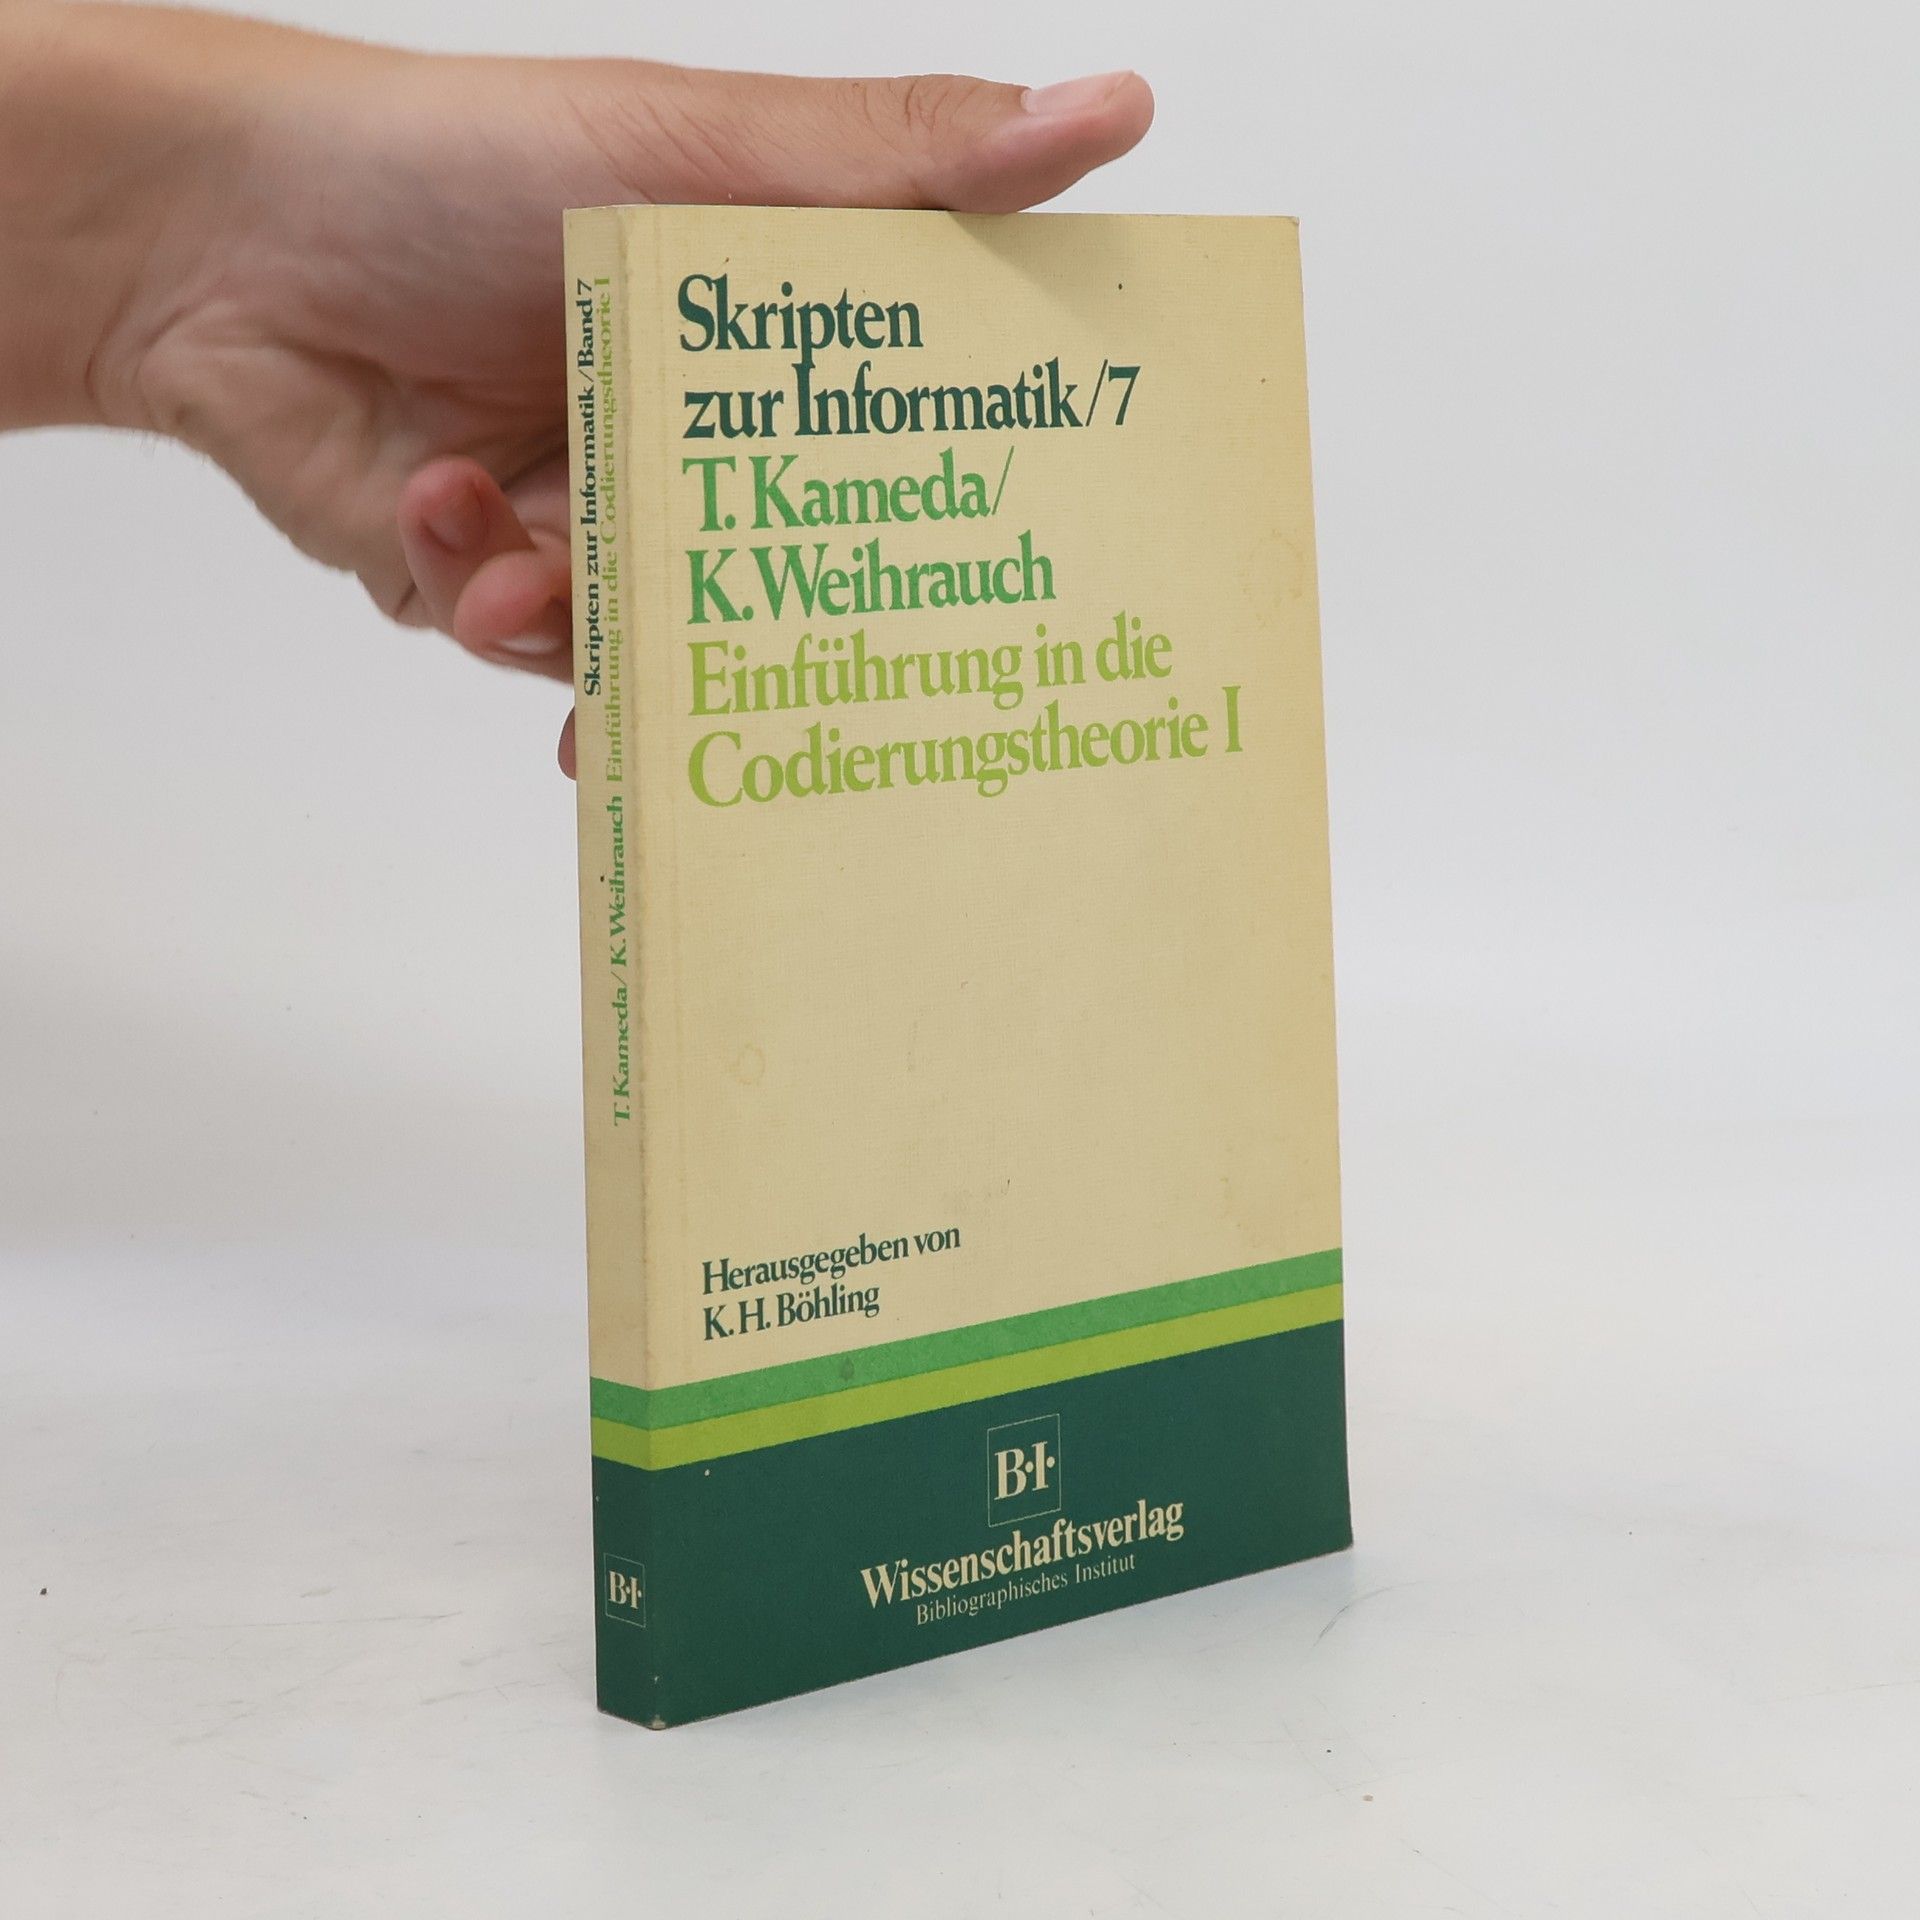 Skripten
zur Informatik/7
T. Kameda/
K. Weihrauch
Einführung in die
Codierungstheorie I
Herausgegeben von
K. H. Böhling
B·I·
Wissenschaftsverlag
Bibliographisches Institut
Skripten zur Informatik/Band 7
T. Kameda/K. Weihrauch Einführung in die Codierungstheorie I
B·I·